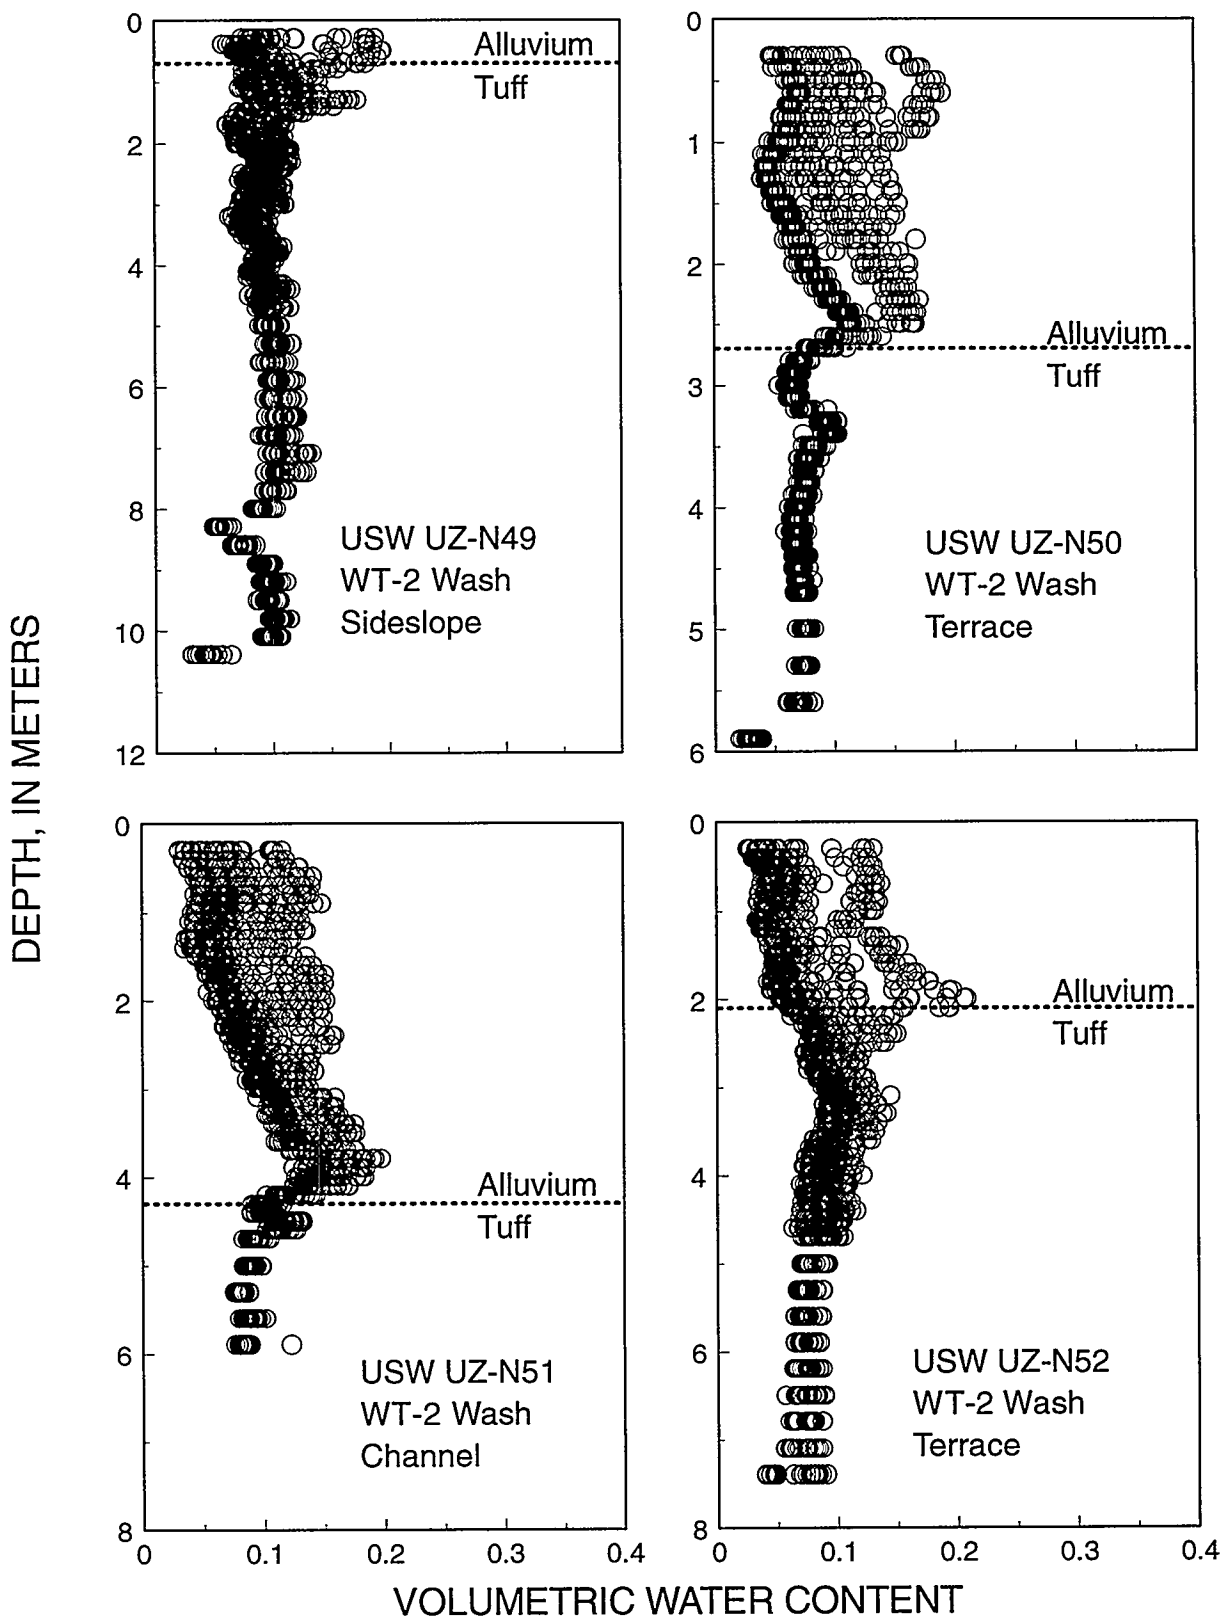 DEPTH, IN METERS
0
2
4
6
8
10
12
Alluvium
Tuff
USW UZ-N49
WT-2 Wash
Sideslope
0
1
2
3
4
5
6
Alluvium
Tuff
USW UZ-N50
WT-2 Wash
Terrace
0
2
4
6
8
Alluvium
Tuff
USW UZ-N51
WT-2 Wash
Channel
0 0.1 0.2 0.3 0.4
0
2
4
6
8
Alluvium
Tuff
USW UZ-N52
WT-2 Wash
Terrace
0 0.1 0.2 0.3 0.4
VOLUMETRIC WATER CONTENT